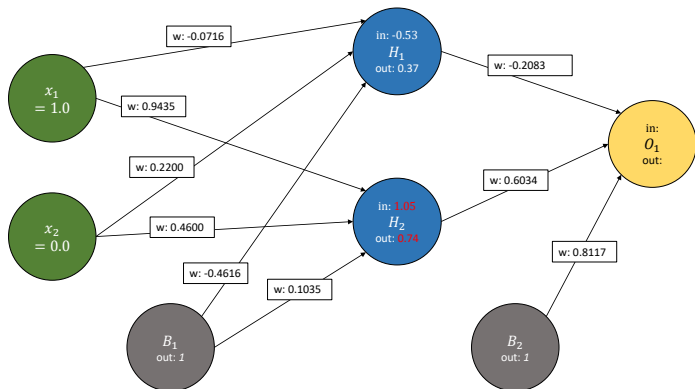 w: -0.0716
in: -0.53
H₁
out: 0.37
w: -0.2083
x₁
= 1.0
w: 0.9435
in:
O₁
out:
w: 0.2200
w: 0.6034
x₂
= 0.0
w: 0.4600
in: 1.05
H₂
out: 0.74
w: 0.8117
w: -0.4616
w: 0.1035
B₁
out: 1
B₂
out: 1